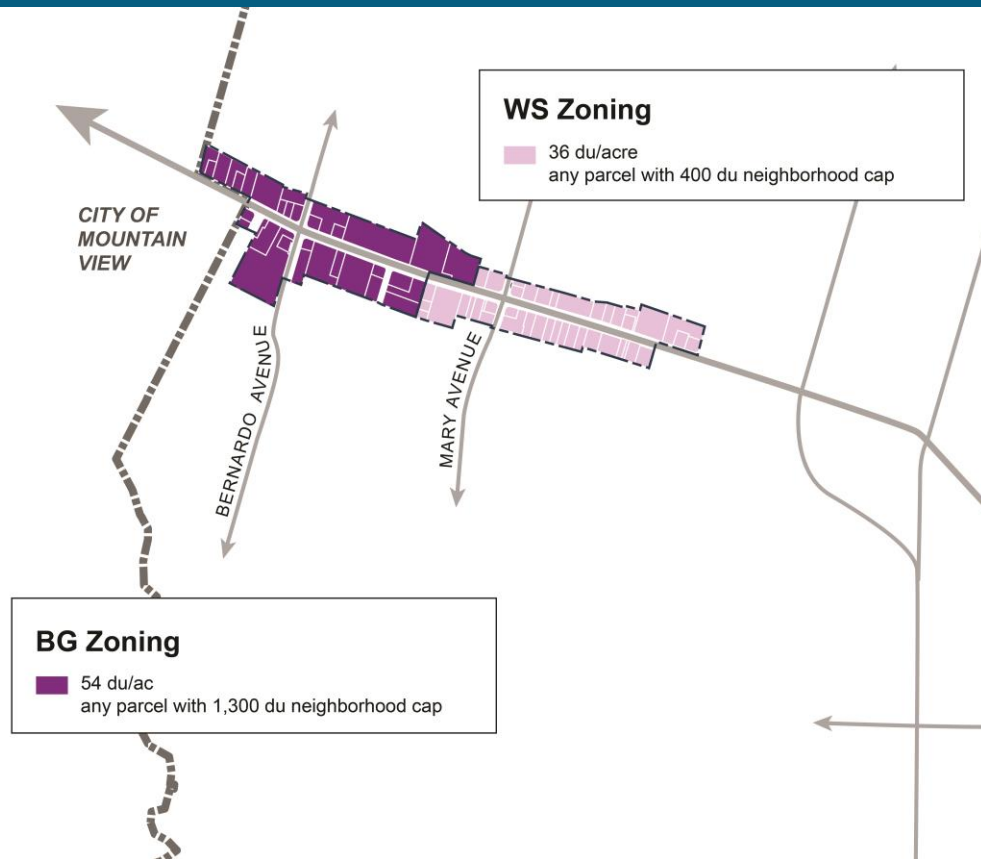 WS Zoning
36 du/acre
any parcel with 400 du neighborhood cap
CITY OF
MOUNTAIN
VIEW
BERNARDO AVENUE
MARY AVENUE
BG Zoning
54 du/ac
any parcel with 1,300 du neighborhood cap